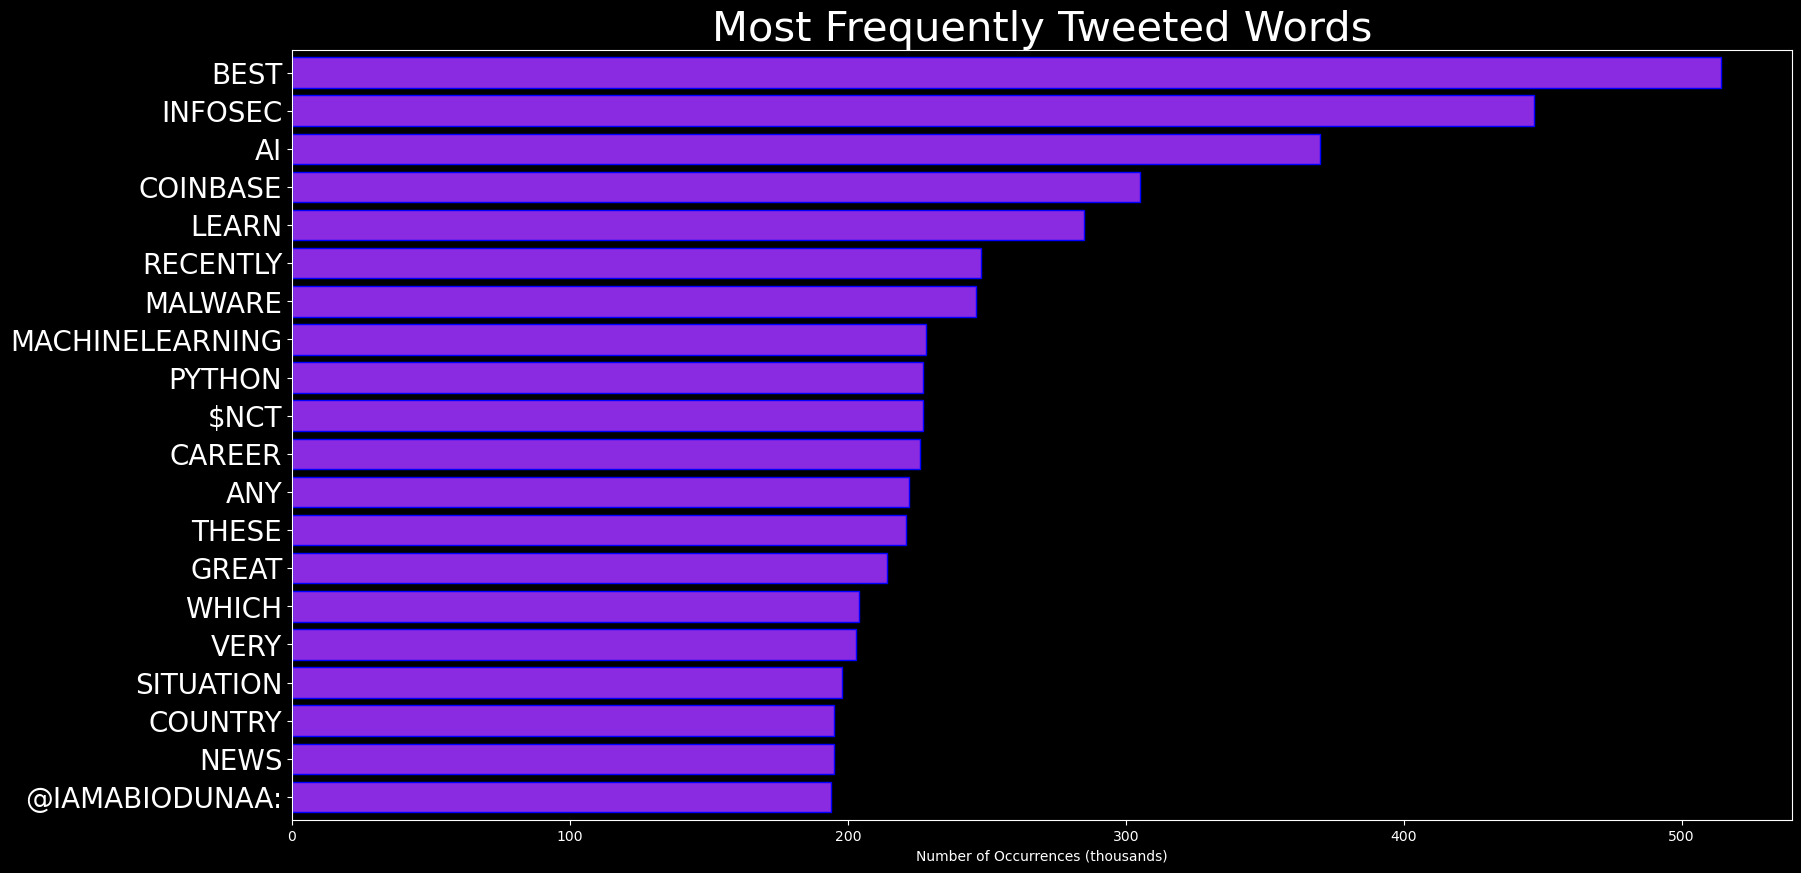 Most Frequently Tweeted Words
BEST
INFOSEC
AI
COINBASE
LEARN
RECENTLY
MALWARE
MACHINELEARNING
PYTHON
$NCT
CAREER
ANY
THESE
GREAT
WHICH
VERY
SITUATION
COUNTRY
NEWS
@IAMABIODUNAA:
0 100 200 300 400 500
Number of Occurrences (thousands)